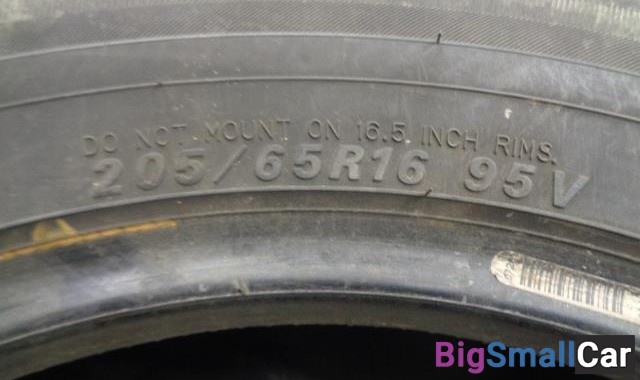 DO NOT MOUNT ON 16.5 INCH RIMS.
205/65R16 95V
BigSmallCar